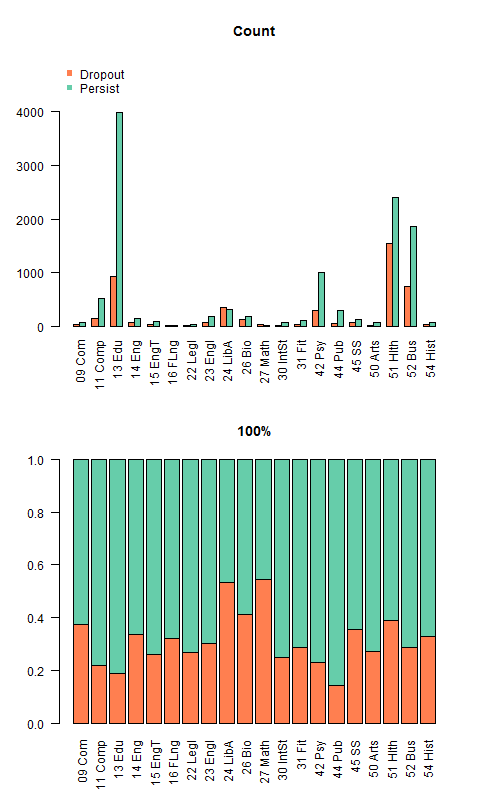 Count
Dropout
Persist
4000
3000
2000
1000
0
09 Com
11 Comp
13 Edu
14 Eng
15 EngT
16 FLng
22 Legl
23 Engl
24 LibA
26 Bio
27 Math
30 IntSt
31 Fit
42 Psy
44 Pub
45 SS
50 Arts
51 Hlth
52 Bus
54 Hist
100%
1.0
0.8
0.6
0.4
0.2
0.0
09 Com
11 Comp
13 Edu
14 Eng
15 EngT
16 FLng
22 Legl
23 Engl
24 LibA
26 Bio
27 Math
30 IntSt
31 Fit
42 Psy
44 Pub
45 SS
50 Arts
51 Hlth
52 Bus
54 Hist